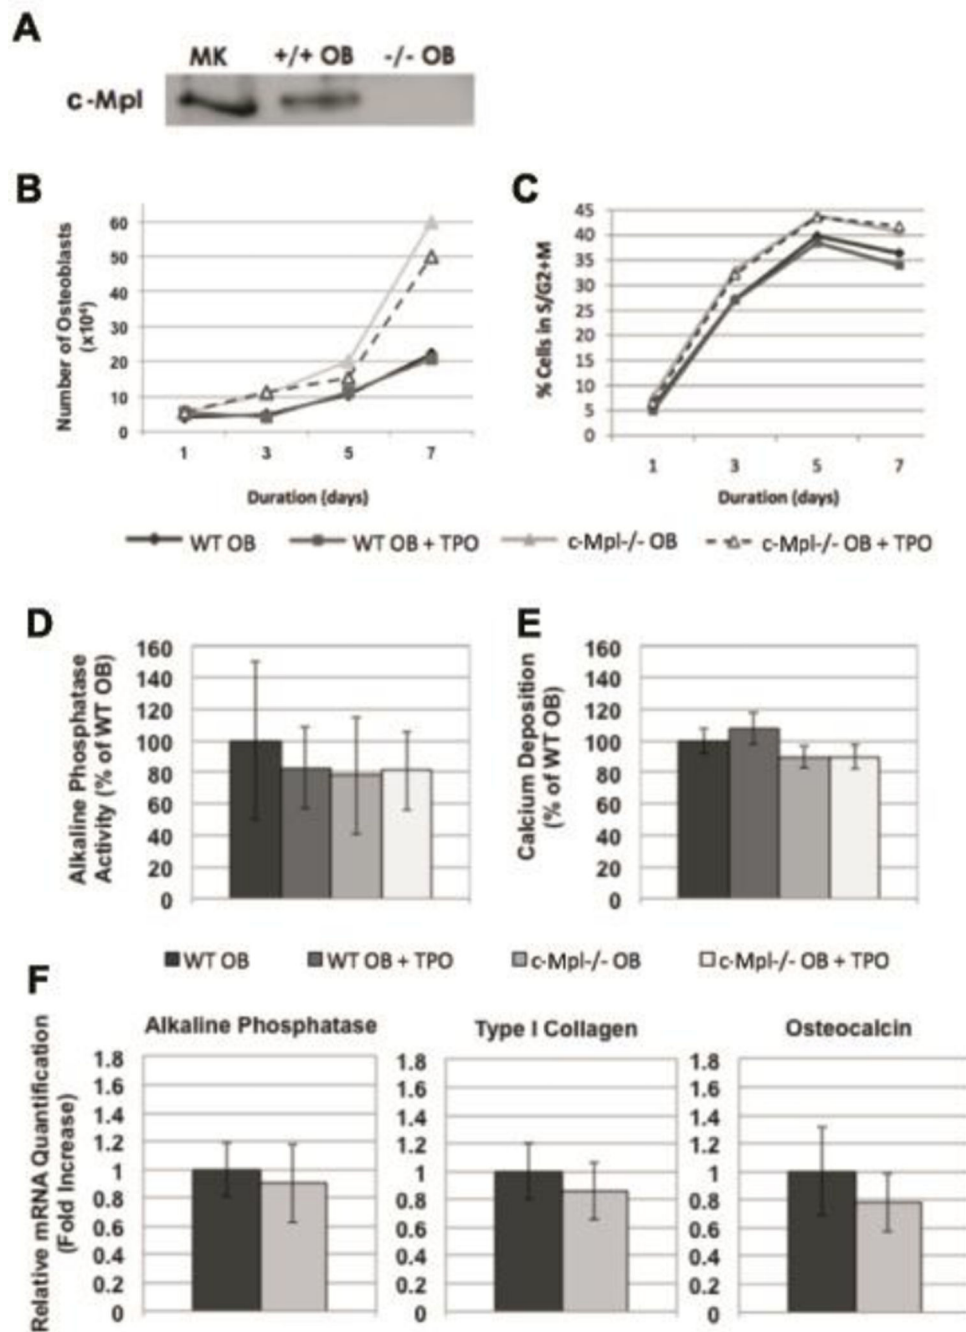 A
MK +/+ OB -/- OB
c-Mpl
B
Number of Osteoblasts
(x10⁴)
60
50
40
30
20
10
0
1 3 5 7
Duration (days)
C
% Cells in S/G2+M
45
40
35
30
25
20
15
10
5
0
1 3 5 7
Duration (days)
WT OB WT OB + TPO c-Mpl-/- OB c-Mpl-/- OB + TPO
D
Alkaline Phosphatase
Activity (% of WT OB)
160
140
120
100
80
60
40
20
0
E
Calcium Deposition
(% of WT OB)
160
140
120
100
80
60
40
20
0
WT OB WT OB + TPO c-Mpl-/- OB c-Mpl-/- OB + TPO
F
Relative mRNA Quantification
(Fold Increase)
Alkaline Phosphatase
1.8
1.6
1.4
1.2
1
0.8
0.6
0.4
0.2
0
Type I Collagen
1.8
1.6
1.4
1.2
1
0.8
0.6
0.4
0.2
0
Osteocalcin
1.8
1.6
1.4
1.2
1
0.8
0.6
0.4
0.2
0